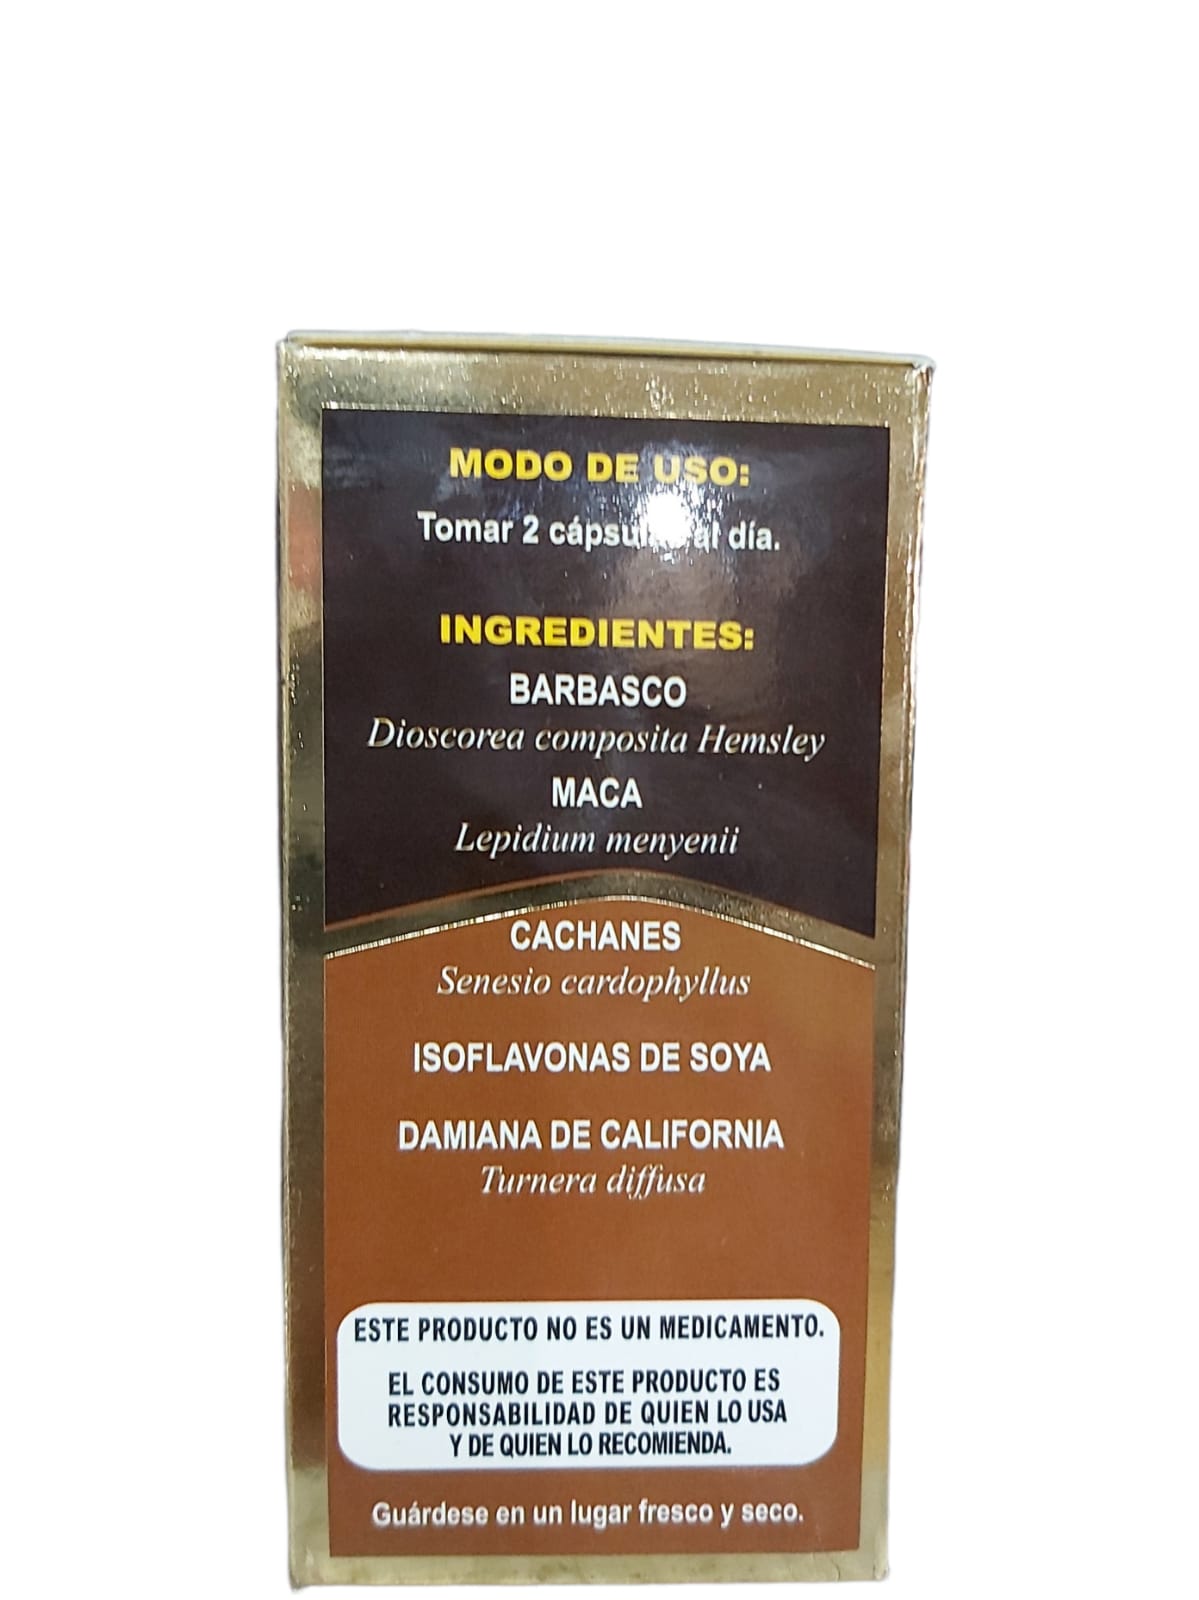 MODO DE USO:
Tomar 2 al día.
INGREDIENTES:
BARBASCO
Dioscorea composita Hemsley
MACA
Lepidium menyenii
CACHANES
Senesio cardophyllus
ISOFLAVONAS DE SOYA
DAMIANA DE CALIFORNIA
Turnera diffusa
ESTE PRODUCTO NO ES UN MEDICAMENTO.
EL CONSUMO DE ESTE PRODUCTO ES
RESPONSABILIDAD DE QUIEN LO USA
Y DE QUIEN LO RECOMIENDA.
Guárdese en un lugar fresco y seco.